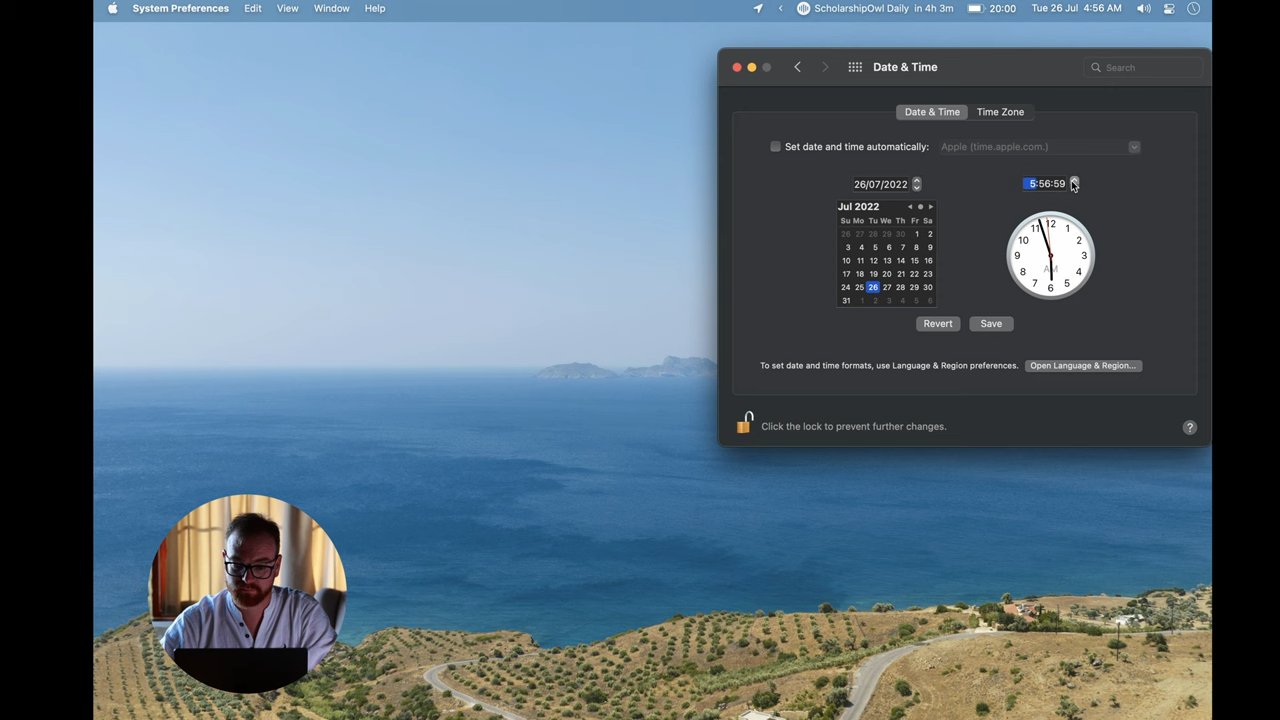 System Preferences Edit View Window Help
ScholarshipOwl Daily in 4h 3m 20:00 Tue 26 Jul 4:56 AM
Date & Time
Search
Date & Time Time Zone
Set date and time automatically: Apple (time.apple.com.)
26/07/2022
5:56:59
Jul 2022
Su Mo Tu We Th Fr Sa
26 27 28 29 30 1 2
3 4 5 6 7 8 9
10 11 12 13 14 15 16
17 18 19 20 21 22 23
24 25 26 27 28 29 30
31 1 2 3 4 5 6
12
11 1
10 2
9 3
8 4
7 5
6
AM
Revert Save
To set date and time formats, use Language & Region preferences. Open Language & Region...
Click the lock to prevent further changes. ?